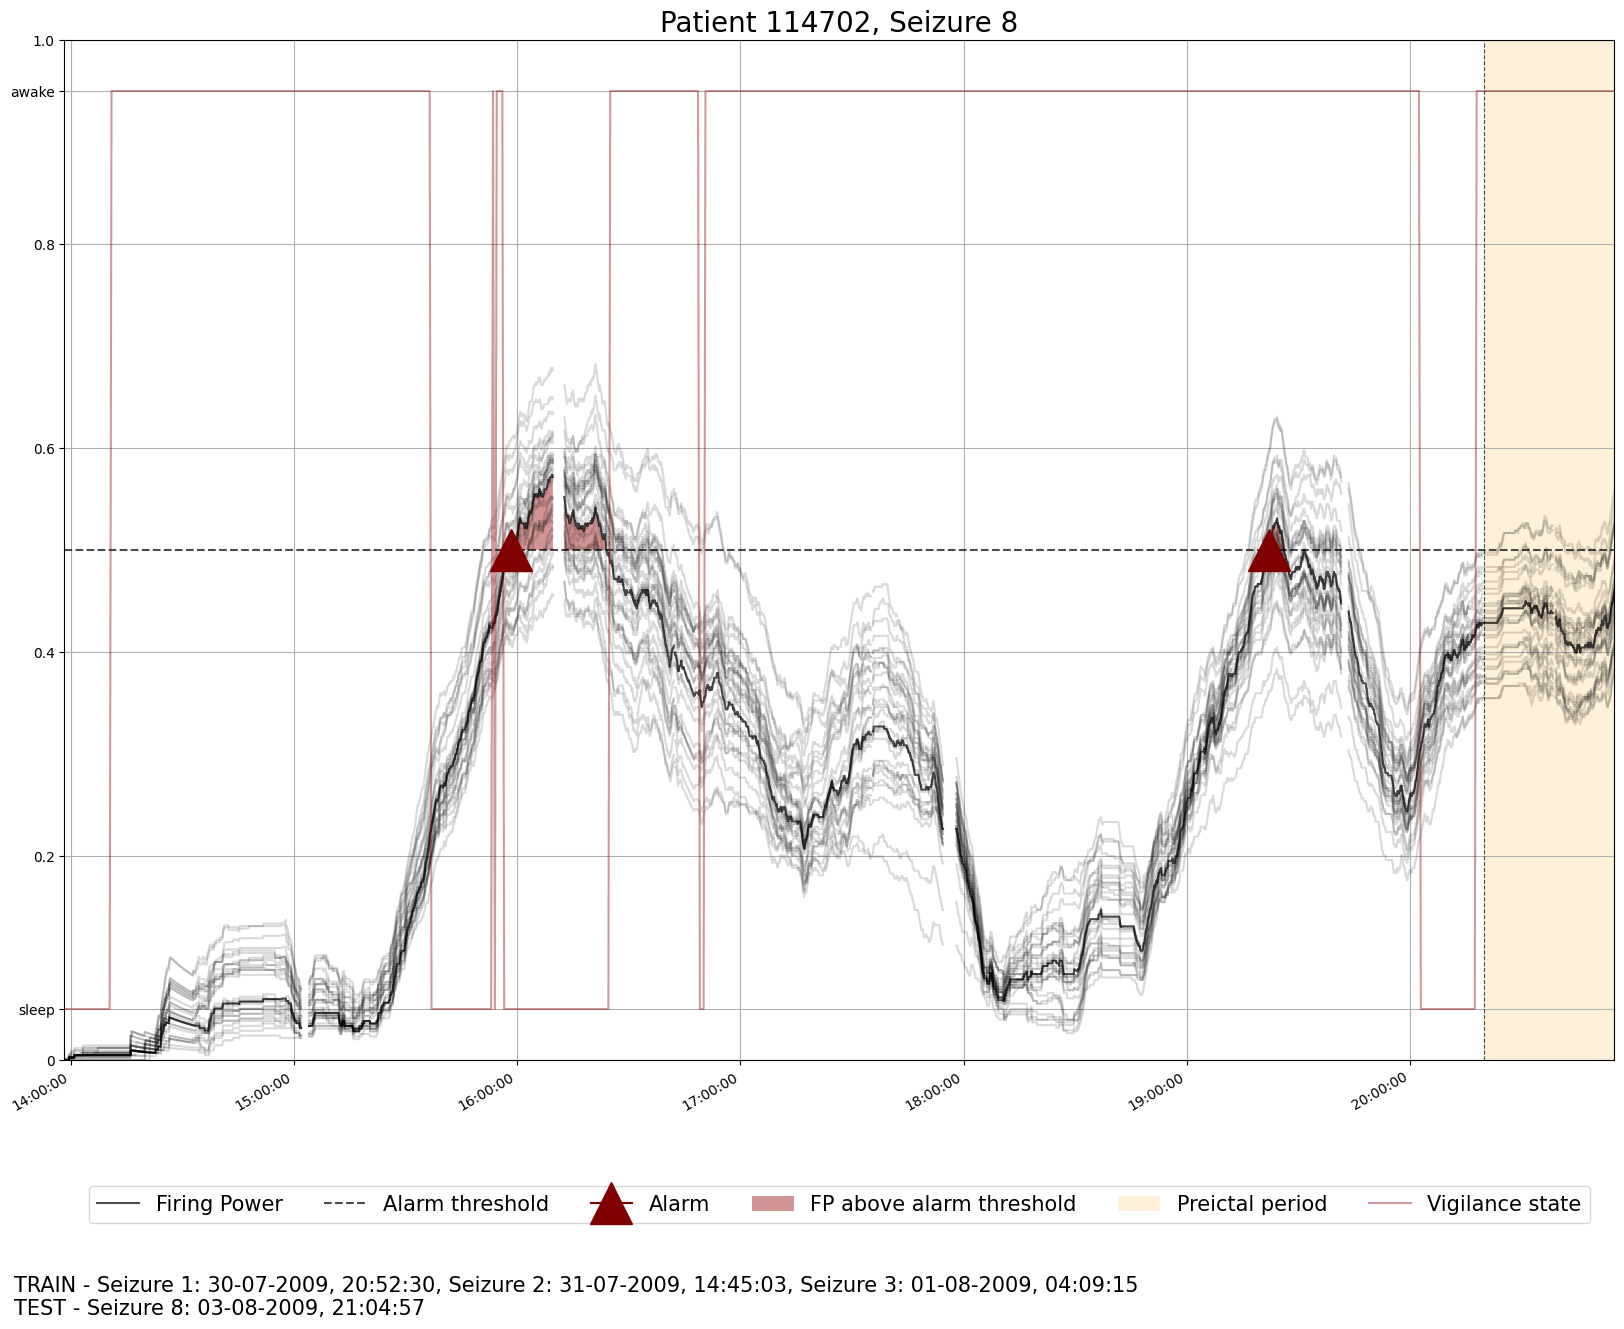 Patient 114702, Seizure 8
1.0
awake
0.8
0.6
0.4
0.2
sleep
0
14:00:00
15:00:00
16:00:00
17:00:00
18:00:00
19:00:00
20:00:00
Firing Power
Alarm threshold
Alarm
FP above alarm threshold
Preictal period
Vigilance state
TRAIN - Seizure 1: 30-07-2009, 20:52:30, Seizure 2: 31-07-2009, 14:45:03, Seizure 3: 01-08-2009, 04:09:15
TEST - Seizure 8: 03-08-2009, 21:04:57